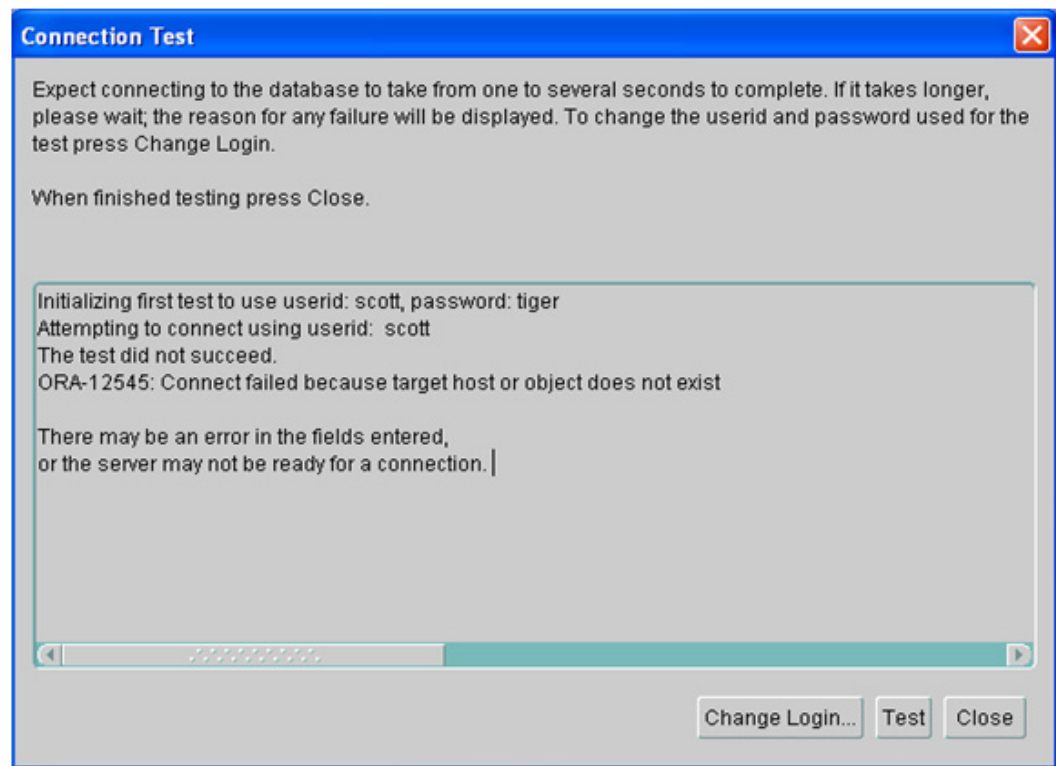 Connection Test
Expect connecting to the database to take from one to several seconds to complete. If it takes longer,
please wait; the reason for any failure will be displayed. To change the userid and password used for the
test press Change Login.
When finished testing press Close.
Initializing first test to use userid: scott, password: tiger
Attempting to connect using userid:  scott
The test did not succeed.
ORA-12545: Connect failed because target host or object does not exist
There may be an error in the fields entered,
or the server may not be ready for a connection.
Change Login... Test Close